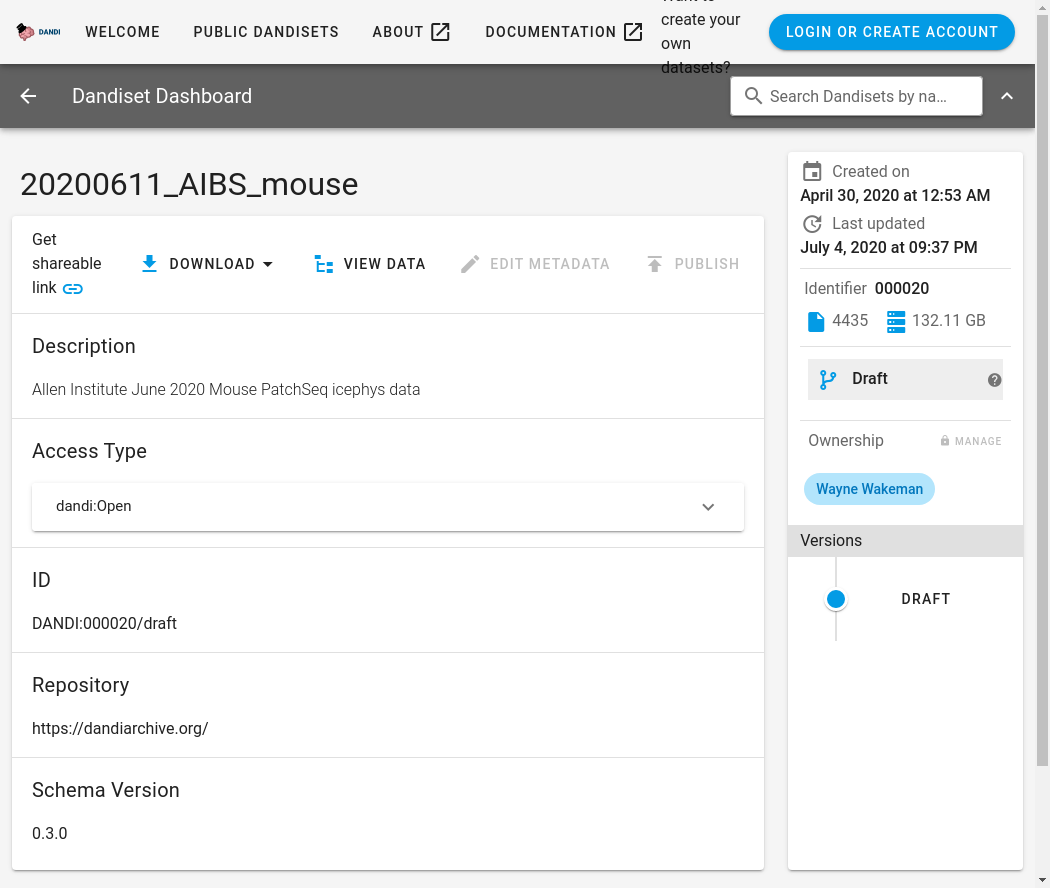 DANDI
WELCOME
PUBLIC DANDISETS
ABOUT
DOCUMENTATION
create your
own
datasets?
LOGIN OR CREATE ACCOUNT
Dandiset Dashboard
Search Dandisets by na...
20200611_AIBS_mouse
Get
shareable
link
DOWNLOAD
VIEW DATA
EDIT METADATA
PUBLISH
Description
Allen Institute June 2020 Mouse PatchSeq icephys data
Access Type
dandi:Open
ID
DANDI:000020/draft
Repository
https://dandiarchive.org/
Schema Version
0.3.0
Created on
April 30, 2020 at 12:53 AM
Last updated
July 4, 2020 at 09:37 PM
Identifier 000020
4435
132.11 GB
Draft
Ownership
MANAGE
Wayne Wakeman
Versions
DRAFT